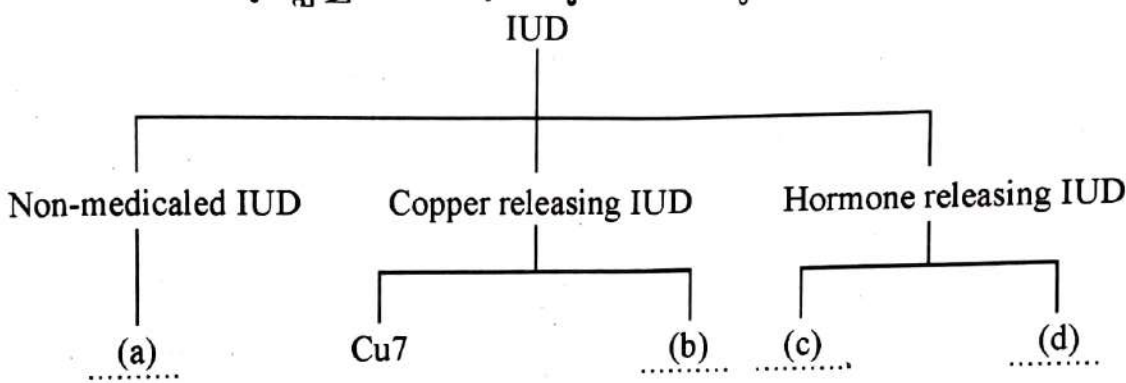 IUD
Non-medicaled IUD Copper releasing IUD Hormone releasing IUD
(a) Cu7 (b) (c) (d)